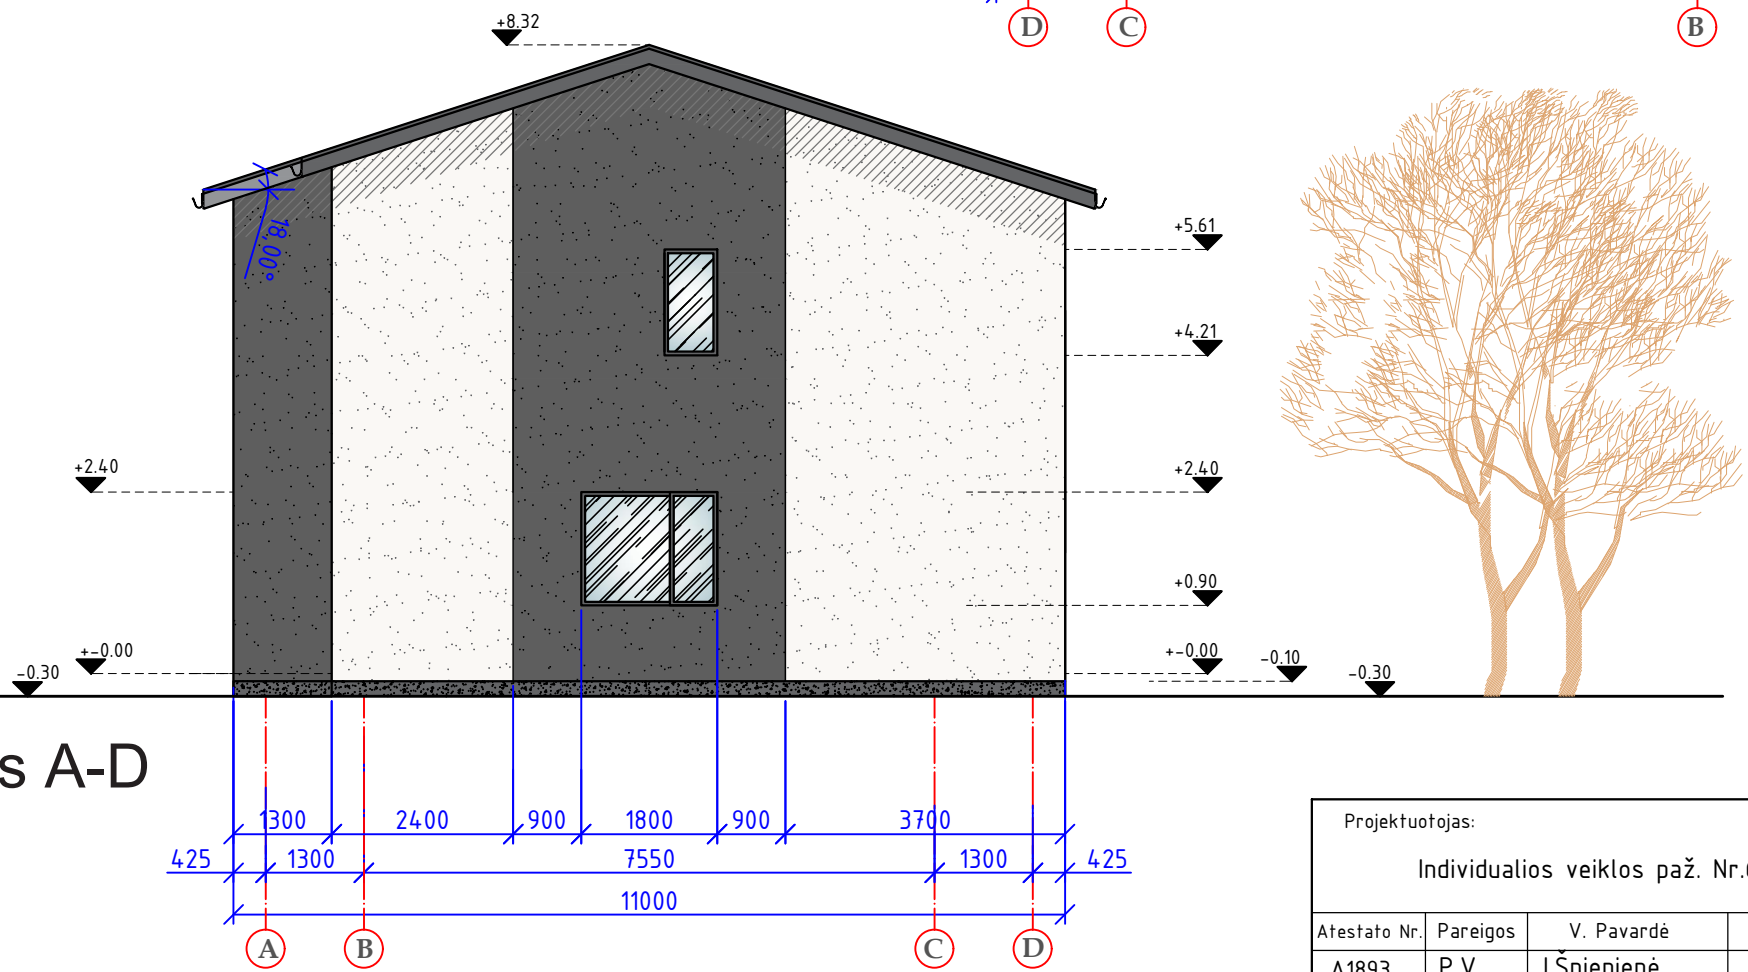 D C B
+8.32
18,00°
+5.61
+4.21
+2.40 +2.40
+0.90
+-0.00 +-0.00 -0.10
-0.30 -0.30
s A-D
1300 2400 900 1800 900 3700
425 1300 7550 1300 425
11000
A B C D
Projektuotojas:
Individualios veiklos paž. Nr.
Atestato Nr. Pareigos V. Pavardė
A1893 P.V. J.Šnipienė